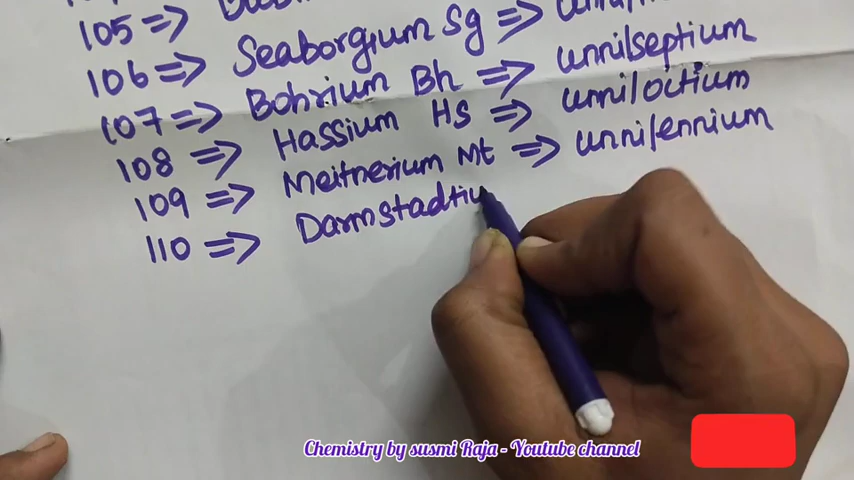 105 =>
106 => Seaborgium Sg =>
107 => Bohrium Bh => unnilseptium
108 => Hassium Hs => unniloctium
109 => Meitnerium Mt => unnilennium
110 => Darmstadtiu
Chemistry by susmi Raja - Youtube channel